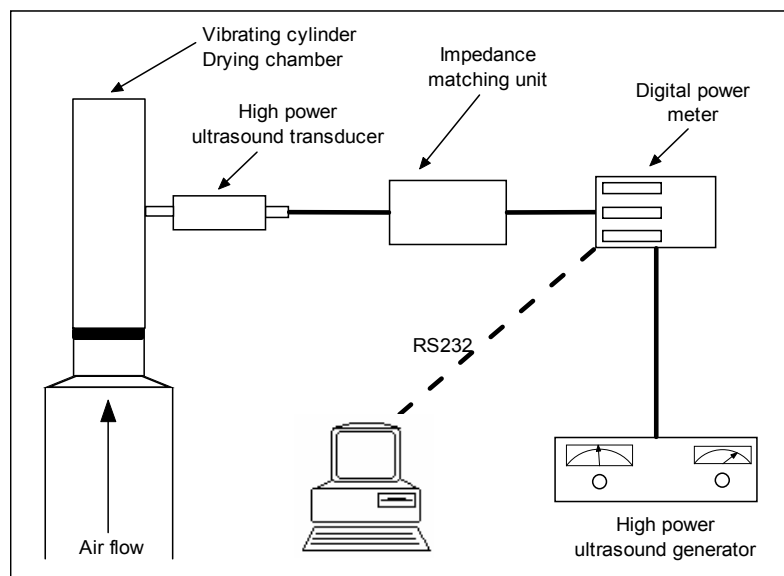 Vibrating cylinder
Drying chamber
High power
ultrasound transducer
Impedance
matching unit
Digital power
meter
RS232
Air flow
High power
ultrasound generator